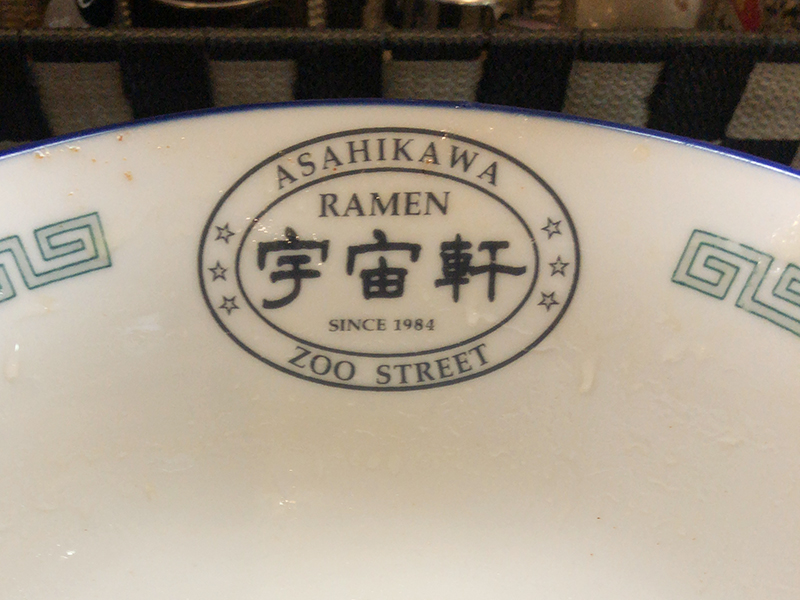 ASAHIKAWA
RAMEN
宇宙軒
SINCE 1984
ZOO STREET